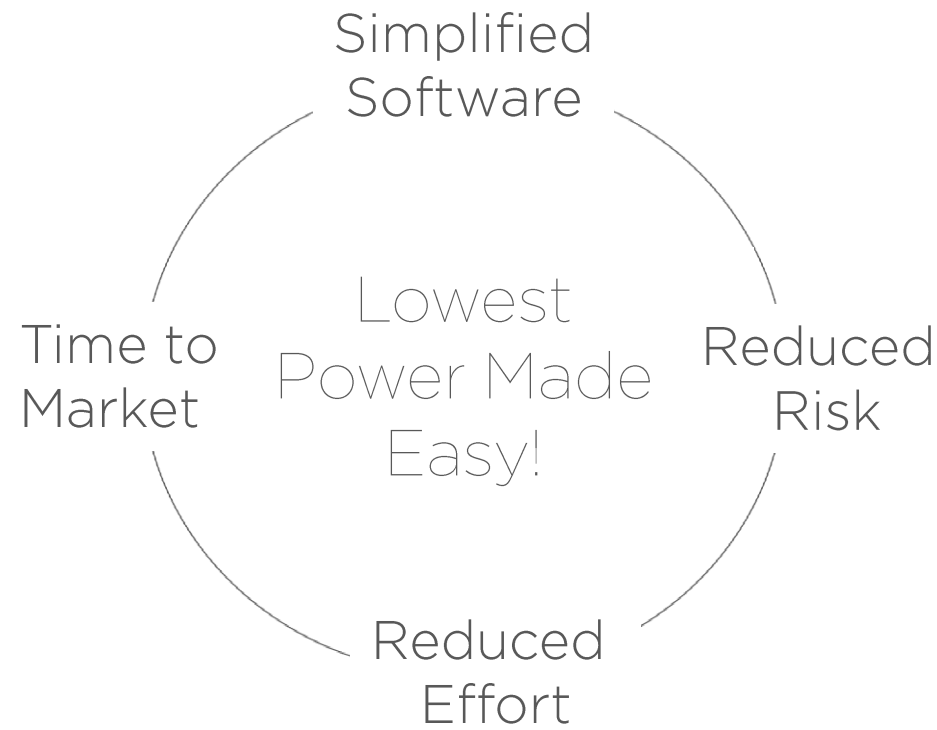 Simplified
Software
Lowest
Power Made
Easy!
Time to
Market
Reduced
Risk
Reduced
Effort